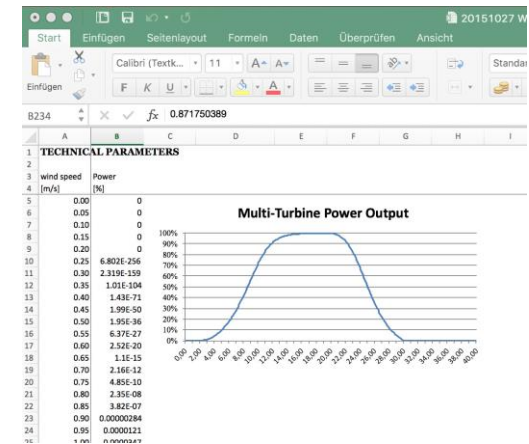 20151027 W
Start Einfügen Seitenlayout Formeln Daten Überprüfen Ansicht
Calibri (Textk... 11 A A Standar
Einfügen F K U A
B234 fx 0.871750389
A B C D E F G H I
1 TECHNICAL PARAMETERS
2
3 wind speed Power
4 [m/s] [%]
5 0.00 0
6 0.05 0
7 0.10 0
8 0.15 0
9 0.20 0
10 0.25 6.802E-256
11 0.30 2.319E-159
12 0.35 1.01E-104
13 0.40 1.43E-71
14 0.45 1.99E-50
15 0.50 1.95E-36
16 0.55 6.37E-27
17 0.60 2.52E-20
18 0.65 1.1E-15
19 0.70 2.16E-12
20 0.75 4.85E-10
21 0.80 2.35E-08
22 0.85 3.82E-07
23 0.90 0.00000284
24 0.95 0.0000121
25 1.00 0.0000347
Multi-Turbine Power Output
100%
90%
80%
70%
60%
50%
40%
30%
20%
10%
0%
0,00 2,00 4,00 6,00 8,00 10,00 12,00 14,00 16,00 18,00 20,00 22,00 24,00 26,00 28,00 30,00 32,00 34,00 36,00 38,00 40,00